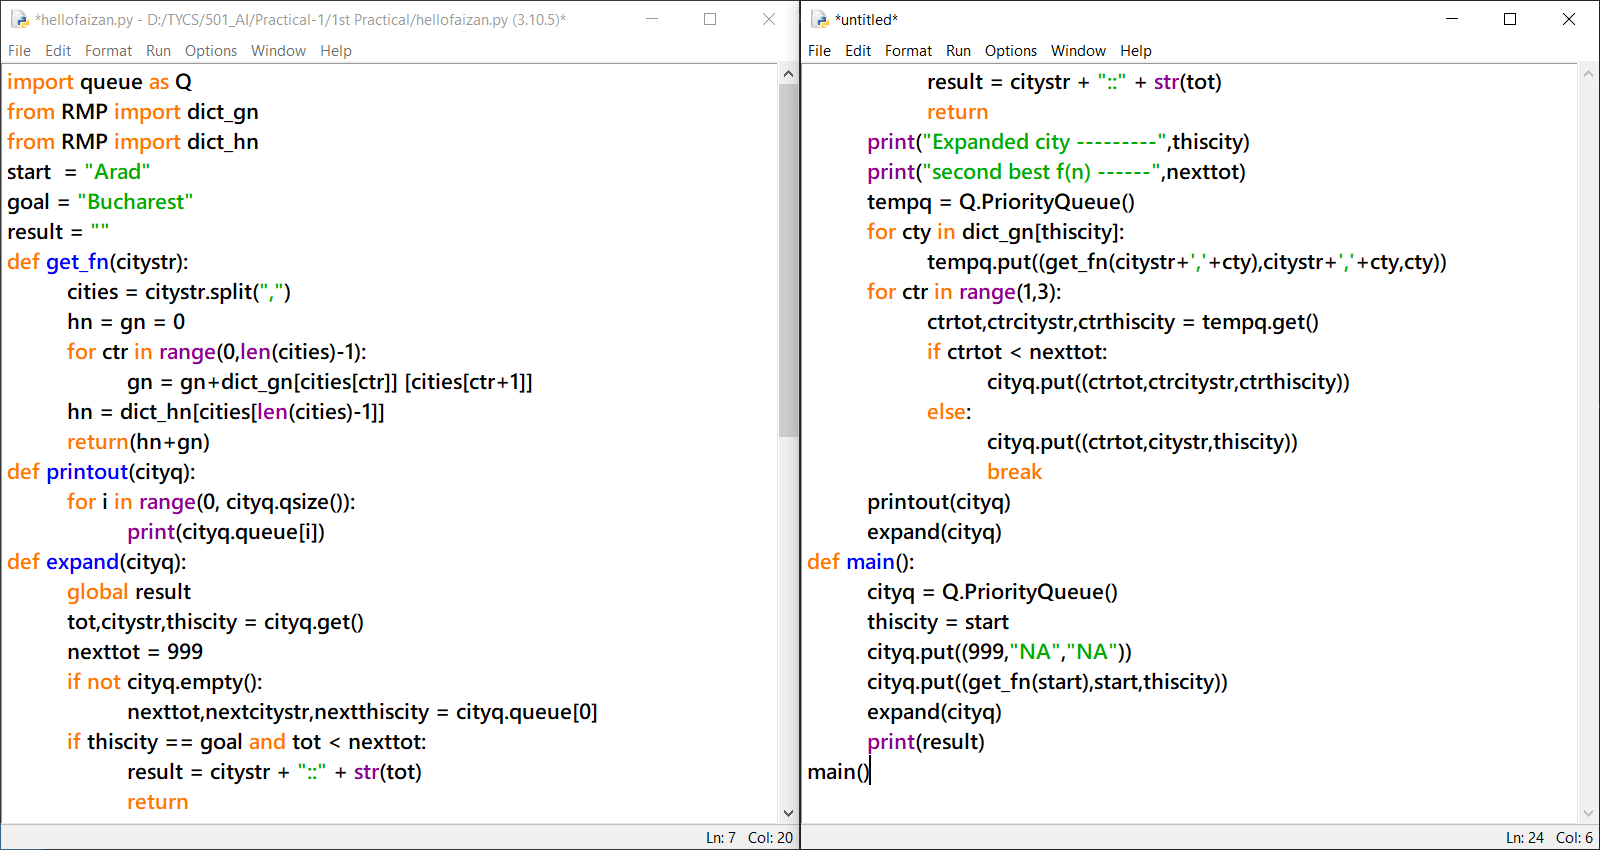 *hellofaizan.py - D:/TYCS/501_AI/Practical-1/1st Practical/hellofaizan.py (3.10.5)*
File Edit Format Run Options Window Help
import queue as Q
from RMP import dict_gn
from RMP import dict_hn
start  = "Arad"
goal = "Bucharest"
result = ""
def get_fn(citystr):
    cities = citystr.split(",")
    hn = gn = 0
    for ctr in range(0,len(cities)-1):
        gn = gn+dict_gn[cities[ctr]] [cities[ctr+1]]
    hn = dict_hn[cities[len(cities)-1]]
    return(hn+gn)
def printout(cityq):
    for i in range(0, cityq.qsize()):
        print(cityq.queue[i])
def expand(cityq):
    global result
    tot,citystr,thiscity = cityq.get()
    nexttot = 999
    if not cityq.empty():
        nexttot,nextcitystr,nextthiscity = cityq.queue[0]
    if thiscity == goal and tot < nexttot:
        result = citystr + "::" + str(tot)
        return
Ln: 7 Col: 20
*untitled*
File Edit Format Run Options Window Help
        result = citystr + "::" + str(tot)
        return
    print("Expanded city ---------",thiscity)
    print("second best f(n) ------",nexttot)
    tempq = Q.PriorityQueue()
    for cty in dict_gn[thiscity]:
        tempq.put((get_fn(citystr+','+cty),citystr+','+cty,cty))
    for ctr in range(1,3):
        ctrtot,ctrcitystr,ctrthiscity = tempq.get()
        if ctrtot < nexttot:
            cityq.put((ctrtot,ctrcitystr,ctrthiscity))
        else:
            cityq.put((ctrtot,citystr,thiscity))
            break
    printout(cityq)
    expand(cityq)
def main():
    cityq = Q.PriorityQueue()
    thiscity = start
    cityq.put((999,"NA","NA"))
    cityq.put((get_fn(start),start,thiscity))
    expand(cityq)
    print(result)
main()
Ln: 24 Col: 6